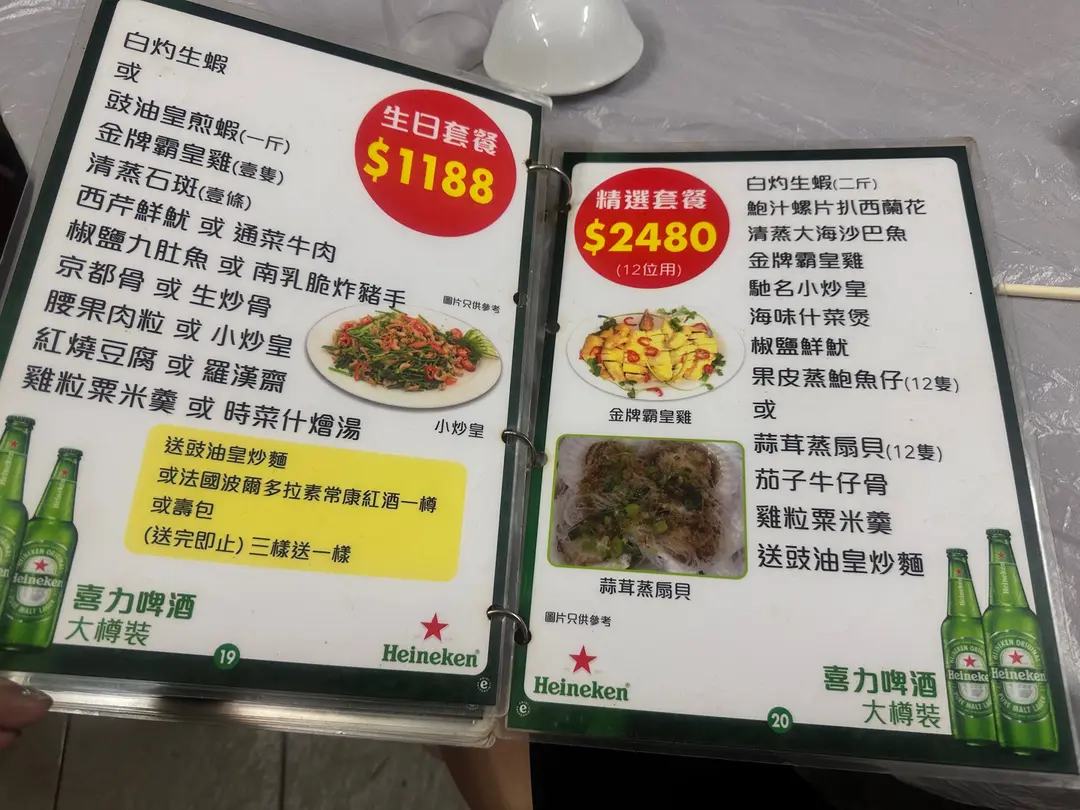 白灼生蝦
或
豉油皇煎蝦(一斤)
金牌霸皇雞(壹隻)
清蒸石斑(壹條)
西芹鮮魷 或 通菜牛肉
椒鹽九肚魚 或 南乳脆炸豬手
京都骨 或 生炒骨
腰果肉粒 或 小炒皇
紅燒豆腐 或 羅漢齋
雞粒粟米羹 或 時菜什燴湯
生日套餐
$1188
圖片只供參考
小炒皇
送豉油皇炒麵
或法國波爾多拉素常康紅酒一樽
或壽包
(送完即止) 三樣送一樣
Heineken
喜力啤酒
大樽裝
19
Heineken
精選套餐
$2480
(12位用)
金牌霸皇雞
蒜茸蒸扇貝
圖片只供參考
白灼生蝦(二斤)
鮑汁螺片扒西蘭花
清蒸大海沙巴魚
金牌霸皇雞
馳名小炒皇
海味什菜煲
椒鹽鮮魷
果皮蒸鮑魚仔(12隻)
或
蒜茸蒸扇貝(12隻)
茄子牛仔骨
雞粒粟米羹
送豉油皇炒麵
Heineken
喜力啤酒
大樽裝
20
Heineken
Heineken